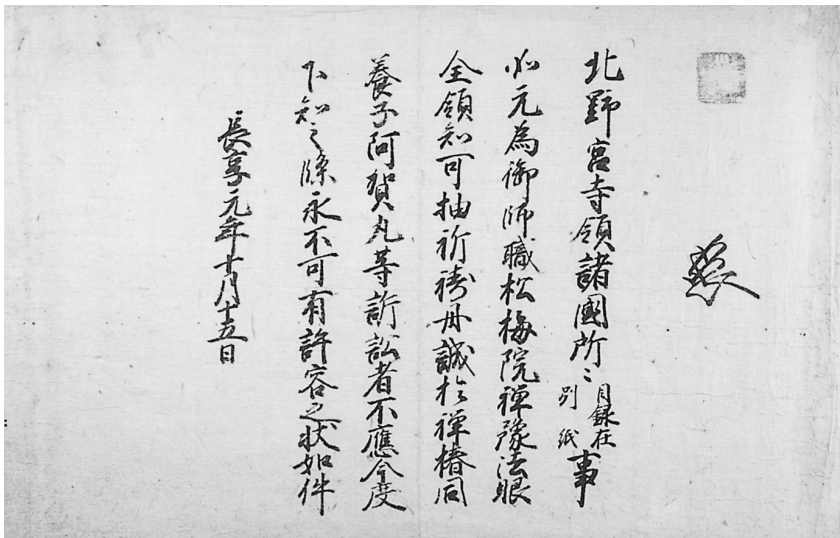 北野宮寺領諸國所々目録在別紙事
如元為御師職松梅院禅豫法眼
全領知可抽祈祷丹誠於禅椿同
養子阿賀丸等訴訟者不應今度
下知之條永不可有許容之状如件
長享元年十月十五日